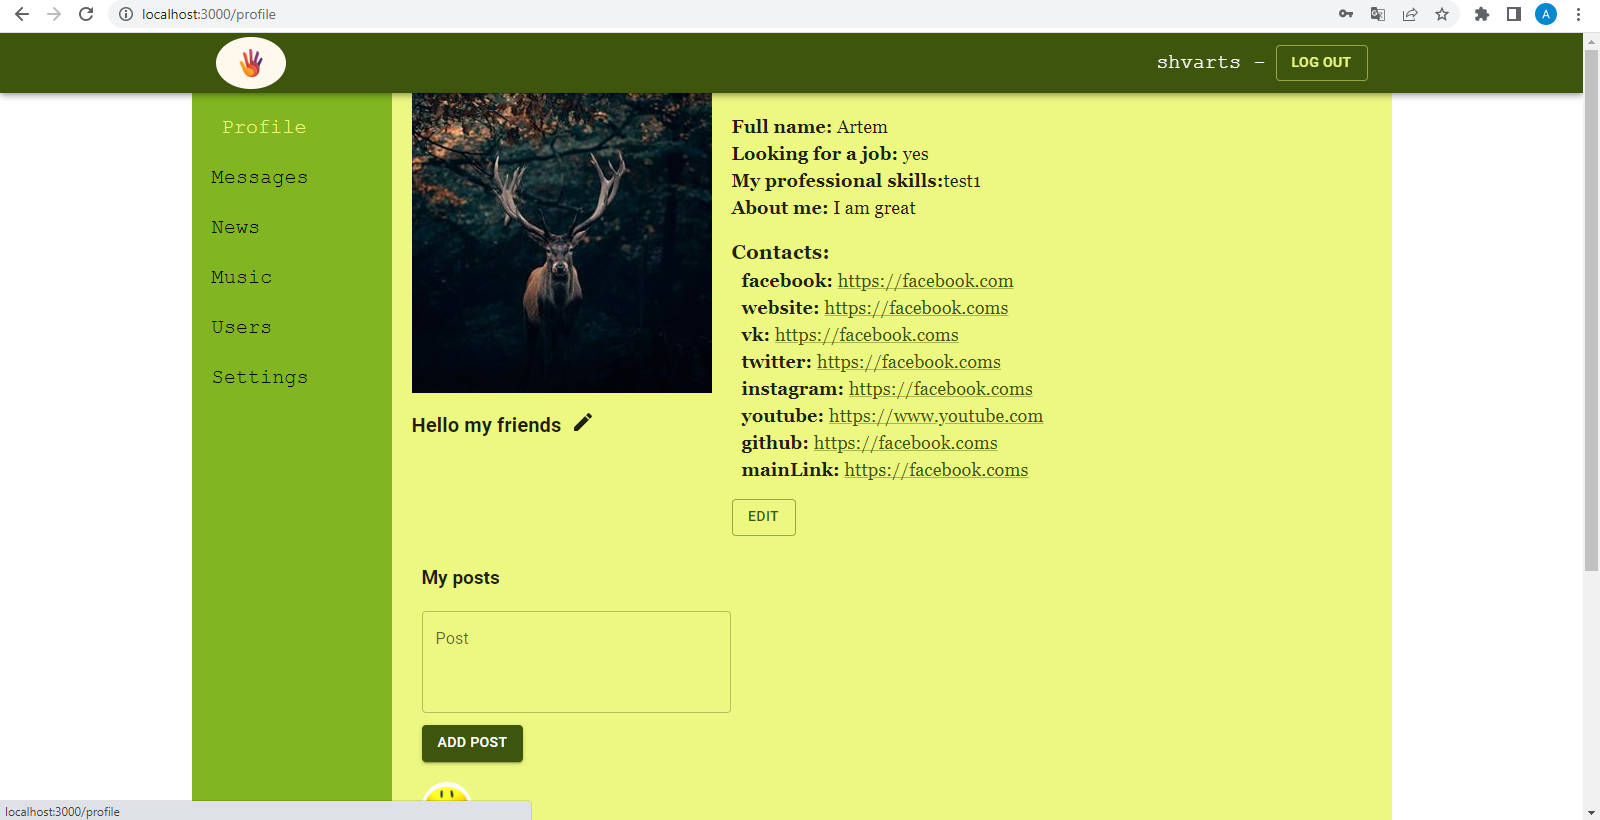 localhost:3000/profile
A
shvarts - LOG OUT
Profile
Messages
News
Music
Users
Settings
Hello my friends
Full name: Artem
Looking for a job: yes
My professional skills:test1
About me: I am great
Contacts:
facebook: https://facebook.com
website: https://facebook.coms
vk: https://facebook.coms
twitter: https://facebook.coms
instagram: https://facebook.coms
youtube: https://www.youtube.com
github: https://facebook.coms
mainLink: https://facebook.coms
EDIT
My posts
Post
ADD POST
localhost:3000/profile